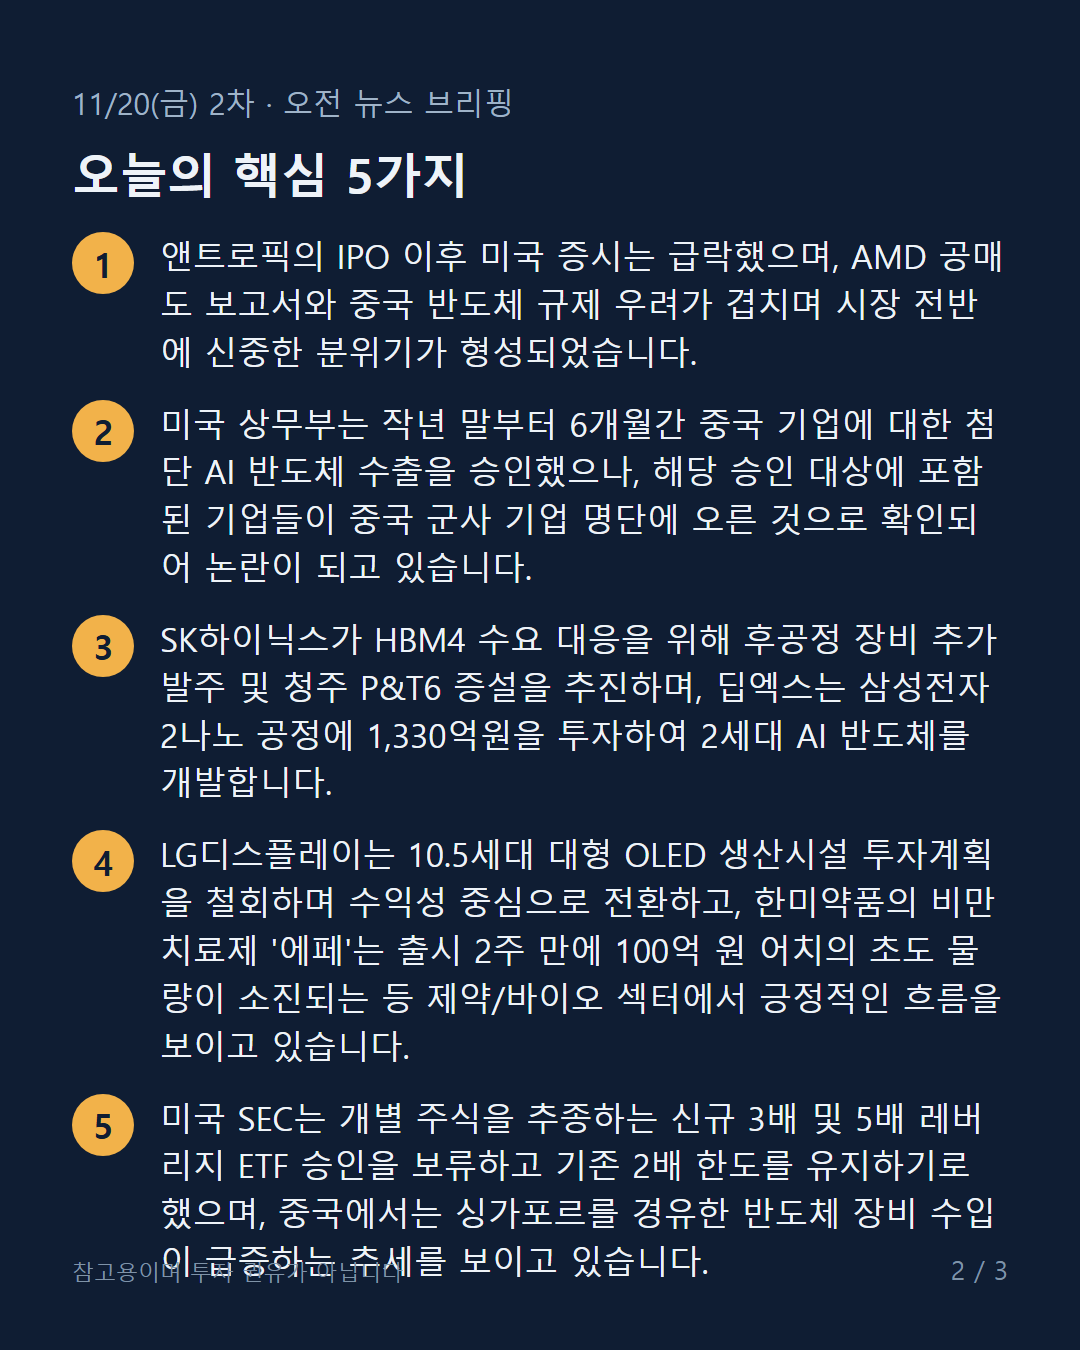 11/20(금) 2차 · 오전 뉴스 브리핑
오늘의 핵심 5가지
1
앤트로픽의 IPO 이후 미국 증시는 급락했으며, AMD 공매
도 보고서와 중국 반도체 규제 우려가 겹치며 시장 전반
에 신중한 분위기가 형성되었습니다.
2
미국 상무부는 작년 말부터 6개월간 중국 기업에 대한 첨
단 AI 반도체 수출을 승인했으나, 해당 승인 대상에 포함
된 기업들이 중국 군사 기업 명단에 오른 것으로 확인되
어 논란이 되고 있습니다.
3
SK하이닉스가 HBM4 수요 대응을 위해 후공정 장비 추가
발주 및 청주 P&T6 증설을 추진하며, 딥엑스는 삼성전자
2나노 공정에 1,330억원을 투자하여 2세대 AI 반도체를
개발합니다.
4
LG디스플레이는 10.5세대 대형 OLED 생산시설 투자계획
을 철회하며 수익성 중심으로 전환하고, 한미약품의 비만
치료제 '에페'는 출시 2주 만에 100억 원 어치의 초도 물
량이 소진되는 등 제약/바이오 섹터에서 긍정적인 흐름을
보이고 있습니다.
5
미국 SEC는 개별 주식을 추종하는 신규 3배 및 5배 레버
리지 ETF 승인을 보류하고 기존 2배 한도를 유지하기로
했으며, 중국에서는 싱가포르를 경유한 반도체 장비 수입
이 급증하는 추세를 보이고 있습니다.
참고용이며 투자 권유가 아닙니다
2 / 3